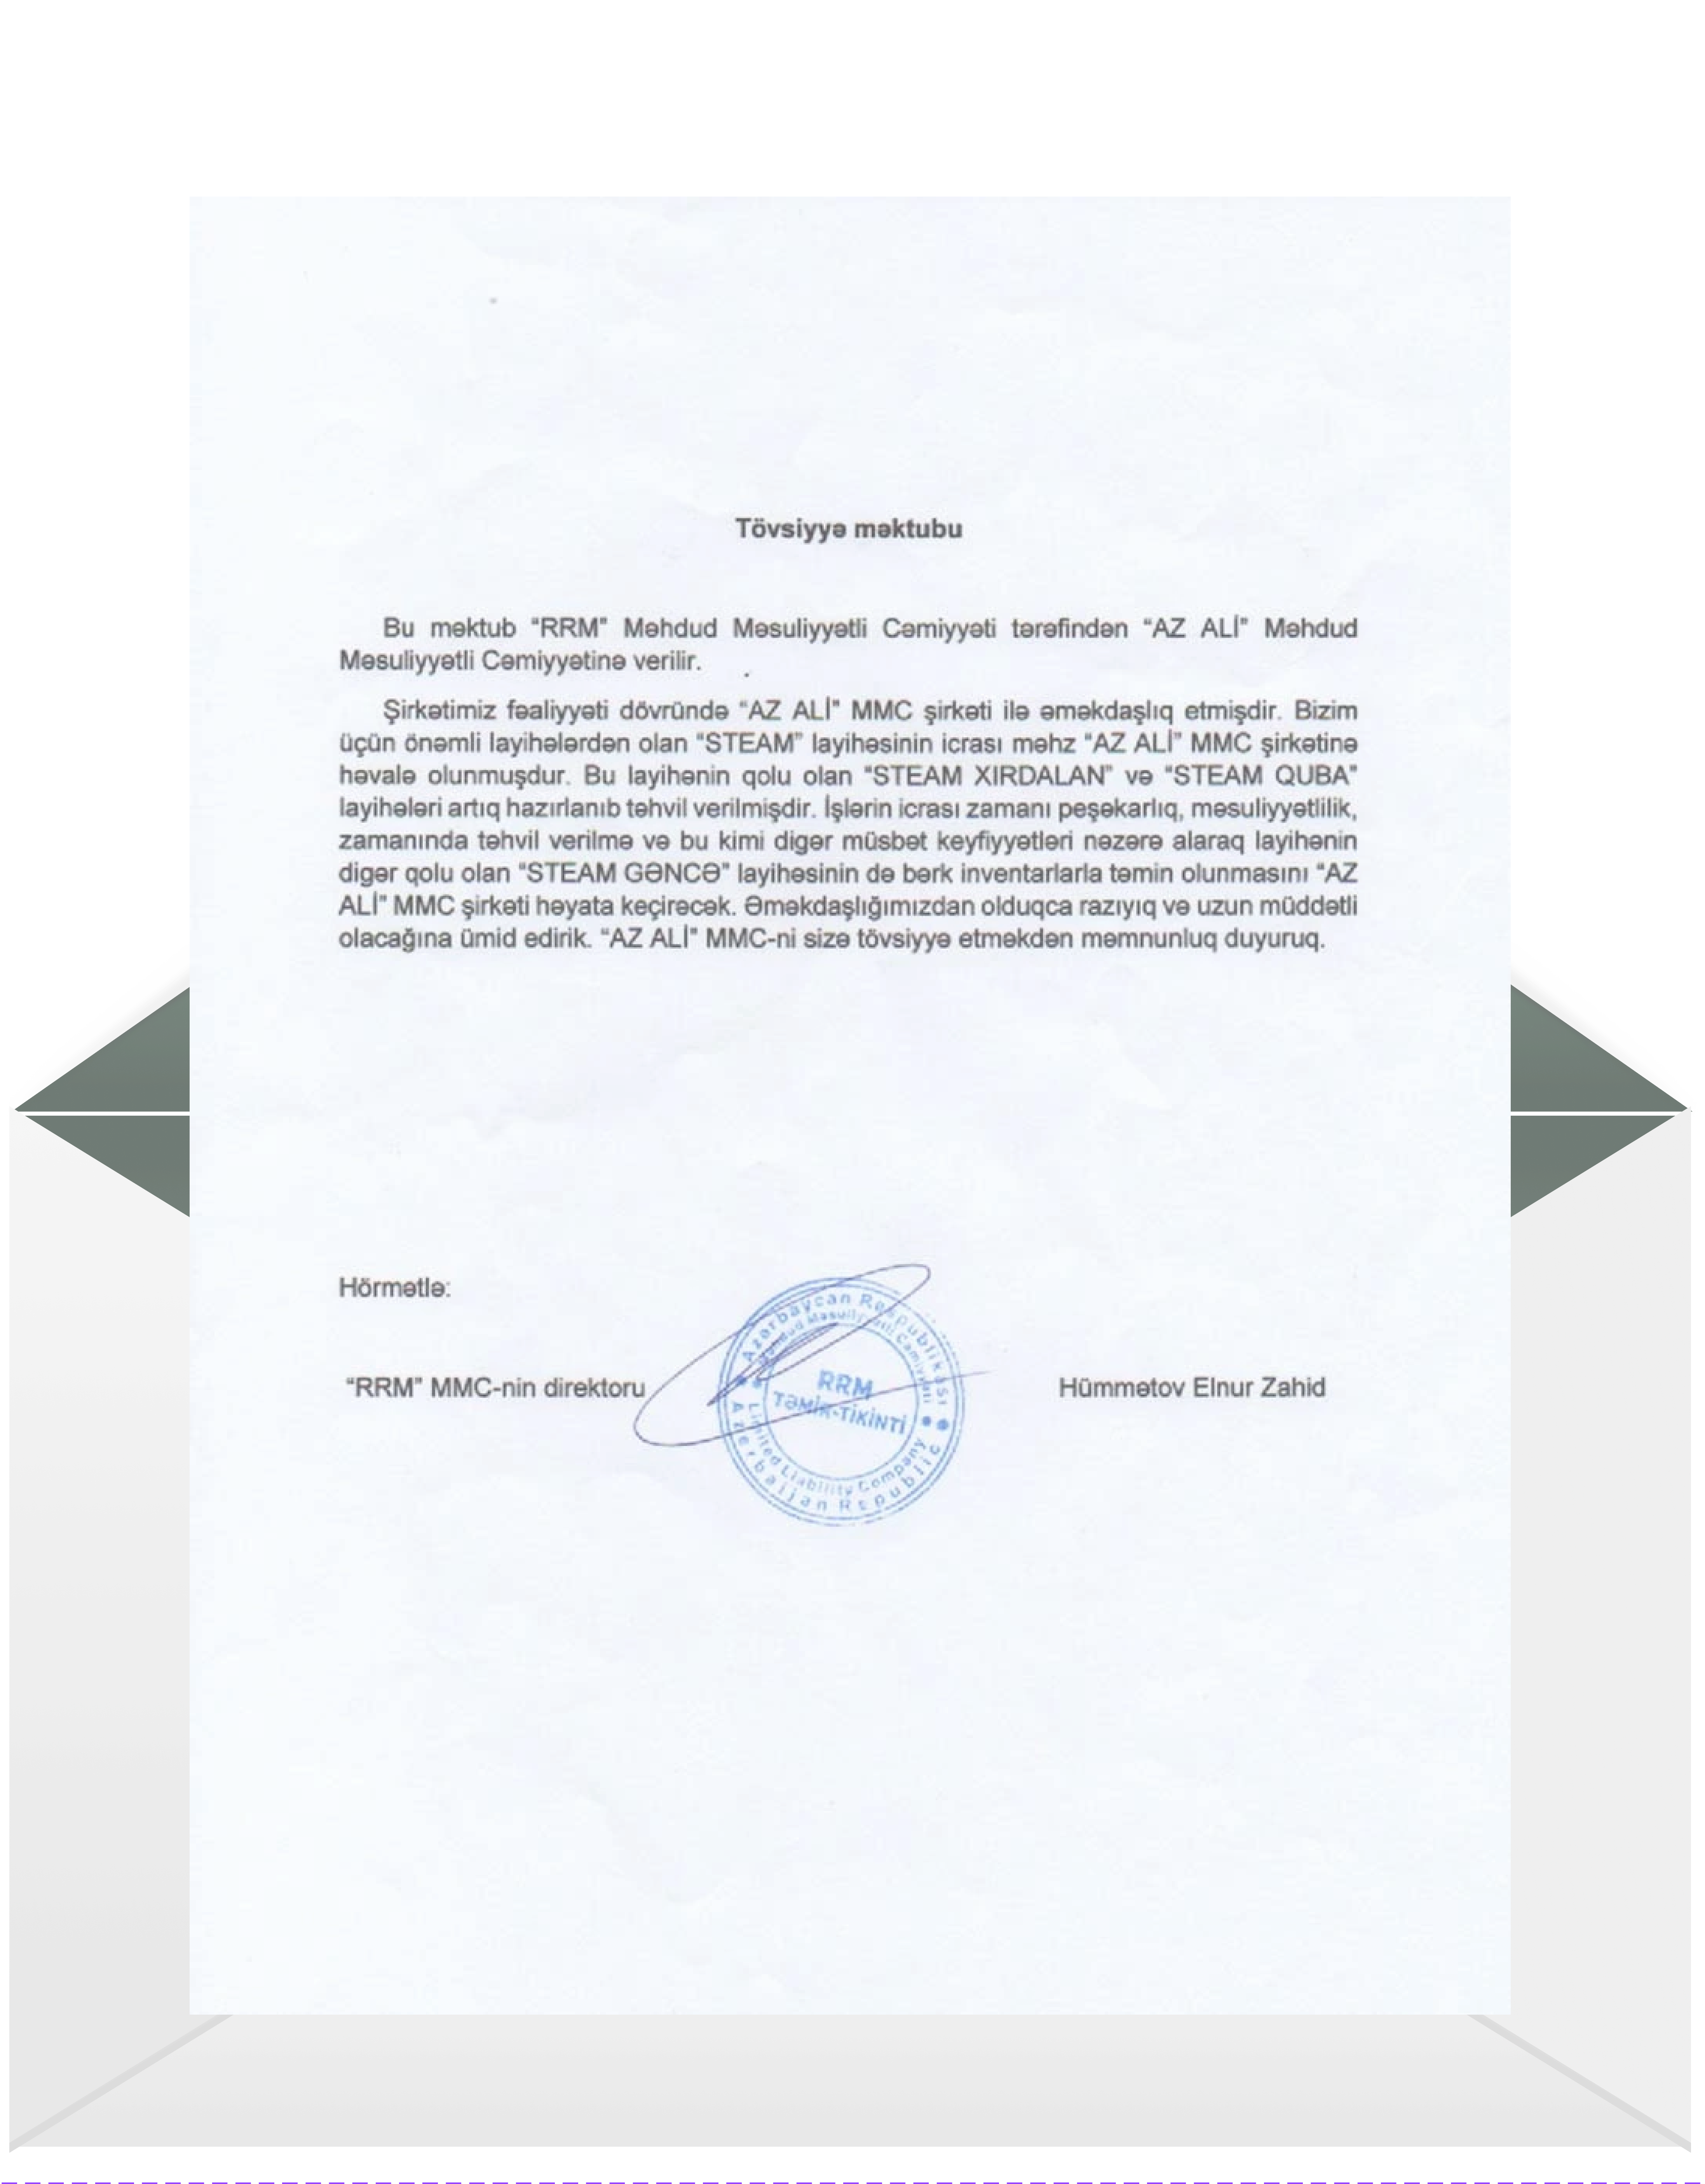 Tövsiyyə məktubu
Bu məktub “RRM” Məhdud Məsuliyyətli Cəmiyyəti tərəfindən “AZ ALİ” Məhdud
Məsuliyyətli Cəmiyyətinə verilir.
Şirkətimiz fəaliyyəti dövründə “AZ ALİ” MMC şirkəti ilə əməkdaşlıq etmişdir. Bizim
üçün önəmli layihələrdən olan “STEAM” layihəsinin icrası məhz “AZ ALİ” MMC şirkətinə
həvalə olunmuşdur. Bu layihənin qolu olan “STEAM XIRDALAN” və “STEAM QUBA”
layihələri artıq hazırlanıb təhvil verilmişdir. İşlərin icrası zamanı peşəkarlıq, məsuliyyətlilik,
zamanında təhvil verilmə və bu kimi digər müsbət keyfiyyətləri nəzərə alaraq layihənin
digər qolu olan “STEAM GƏNCƏ” layihəsinin də bərk inventarlarla təmin olunmasını “AZ
ALİ” MMC şirkəti həyata keçirəcək. Əməkdaşlığımızdan olduqca razıyıq və uzun müddətli
olacağına ümid edirik. “AZ ALİ” MMC-ni sizə tövsiyyə etməkdən məmnunluq duyuruq.
Hörmətlə:
“RRM” MMC-nin direktoru
Hümmətov Elnur Zahid
Azərbaycan Respublikası
Məhdud Məsuliyyətli Cəmiyyəti
RRM
TƏMİR-TİKİNTİ
Limited Liability Company
Azerbaijan Republic